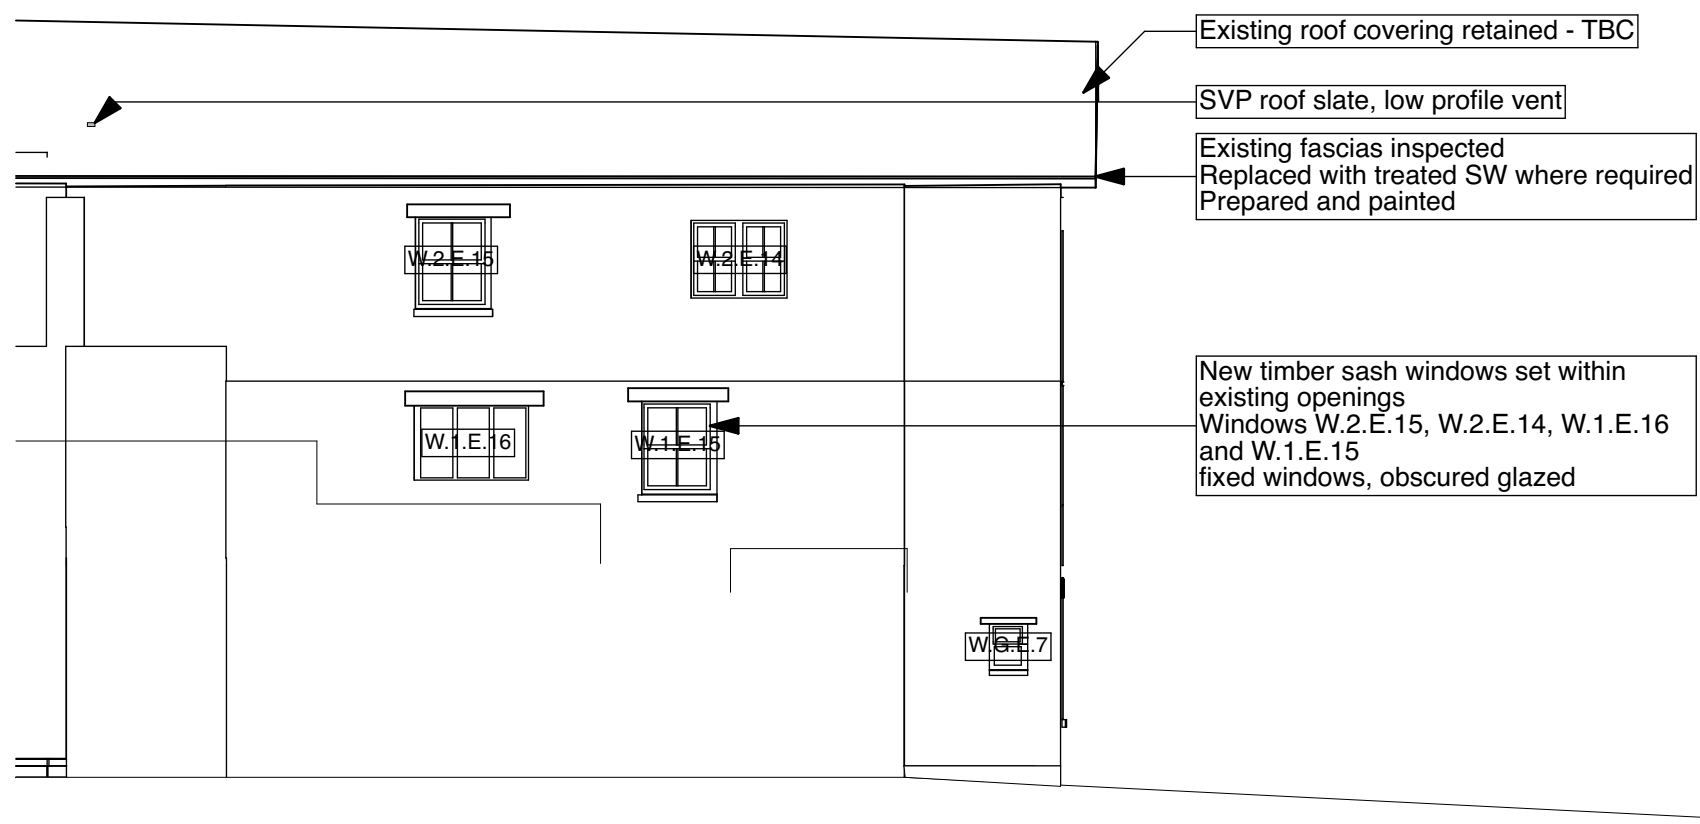 Existing roof covering retained - TBC
SVP roof slate, low profile vent
Existing fascias inspected
Replaced with treated SW where required
Prepared and painted
W.2.E.15
W.2.E.14
New timber sash windows set within
existing openings
Windows W.2.E.15, W.2.E.14, W.1.E.16
and W.1.E.15
fixed windows, obscured glazed
W.1.E.16
W.1.E.15
W.G.E.7